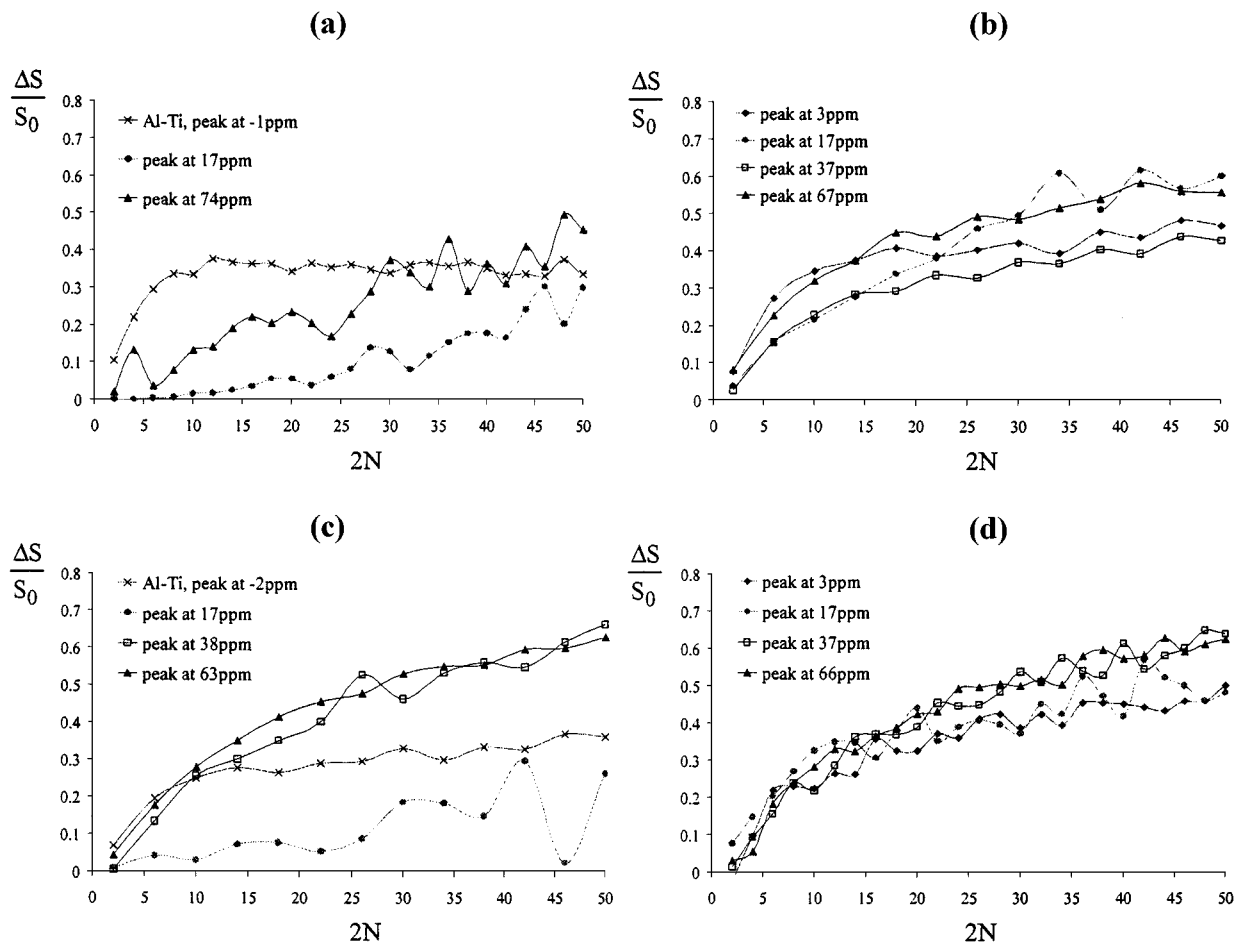 (a)
ΔS
S0
0.8
0.7
0.6
0.5
0.4
0.3
0.2
0.1
0
Al-Ti, peak at -1ppm
peak at 17ppm
peak at 74ppm
0 5 10 15 20 25 30 35 40 45 50
2N
(b)
ΔS
S0
0.8
0.7
0.6
0.5
0.4
0.3
0.2
0.1
0
peak at 3ppm
peak at 17ppm
peak at 37ppm
peak at 67ppm
0 5 10 15 20 25 30 35 40 45 50
2N
(c)
ΔS
S0
0.8
0.7
0.6
0.5
0.4
0.3
0.2
0.1
0
Al-Ti, peak at -2ppm
peak at 17ppm
peak at 38ppm
peak at 63ppm
0 5 10 15 20 25 30 35 40 45 50
2N
(d)
ΔS
S0
0.8
0.7
0.6
0.5
0.4
0.3
0.2
0.1
0
peak at 3ppm
peak at 17ppm
peak at 37ppm
peak at 66ppm
0 5 10 15 20 25 30 35 40 45 50
2N